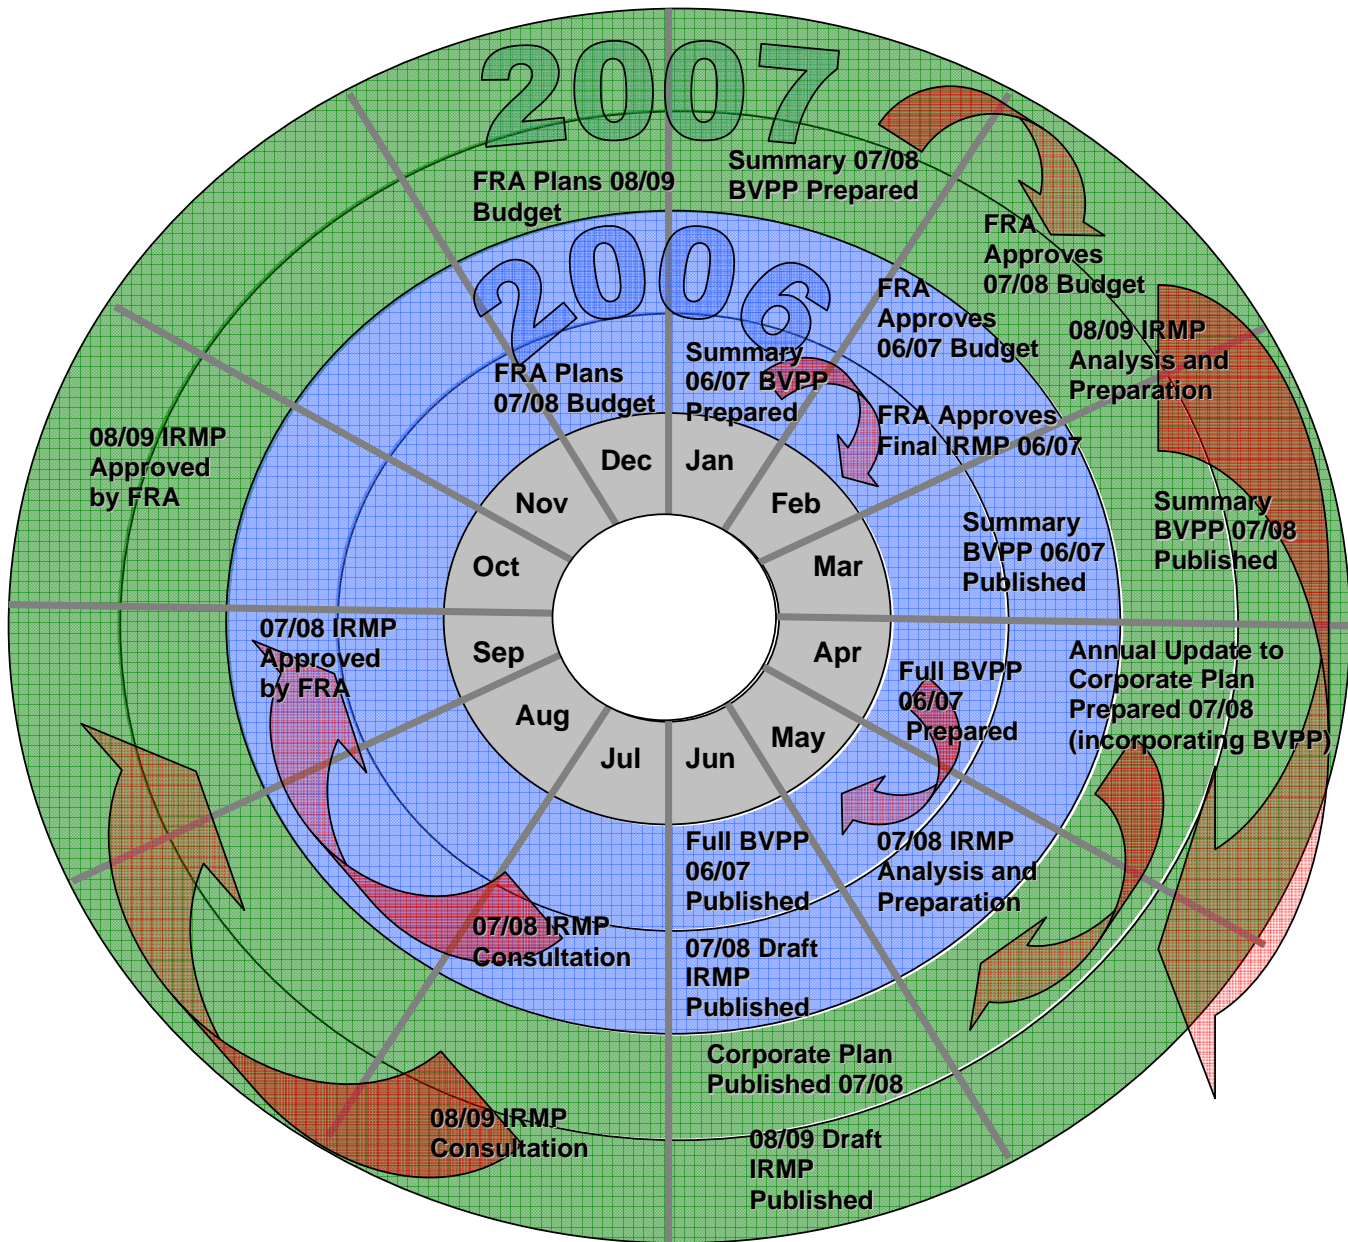 2007
Summary 07/08
BVPP Prepared
FRA Plans 08/09
Budget
FRA
Approves
07/08 Budget
2006
FRA
Approves
06/07 Budget
08/09 IRMP
Analysis and
Preparation
Summary
06/07 BVPP
Prepared
FRA Plans
07/08 Budget
FRA Approves
Final IRMP 06/07
08/09 IRMP
Approved
by FRA
Dec
Jan
Nov
Feb
Summary
BVPP 07/08
Published
Summary
BVPP 06/07
Published
Oct
Mar
07/08 IRMP
Approved
by FRA
Sep
Apr
Annual Update to
Corporate Plan
Prepared 07/08
(incorporating BVPP)
Full BVPP
06/07
Prepared
Aug
May
Jul
Jun
Full BVPP
06/07
Published
07/08 IRMP
Analysis and
Preparation
07/08 IRMP
Consultation
07/08 Draft
IRMP
Published
Corporate Plan
Published 07/08
08/09 IRMP
Consultation
08/09 Draft
IRMP
Published